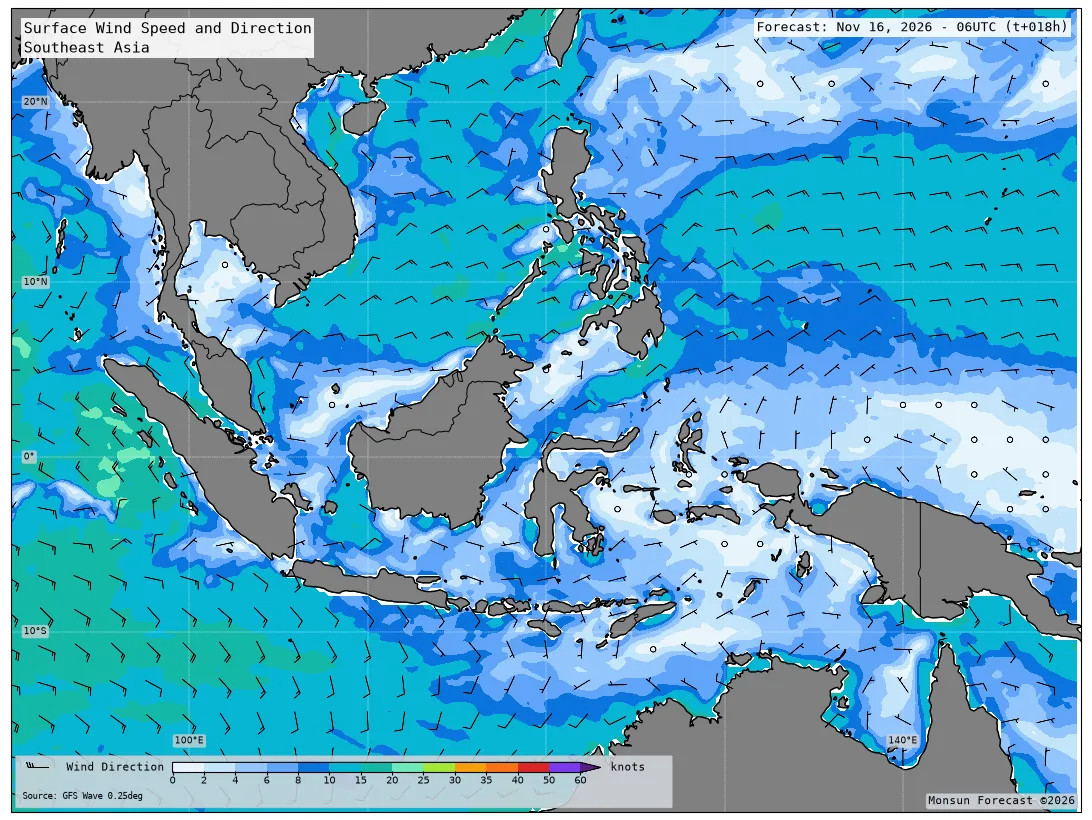 Surface Wind Speed and Direction
Southeast Asia
Forecast: Nov 16, 2026 - 06UTC (t+018h)
20°N
10°N
0°
10°S
100°E
140°E
Wind Direction
0 2 4 6 8 10 15 20 25 30 35 40 50 60
knots
Source: GFS Wave 0.25deg
Monsun Forecast ©2026